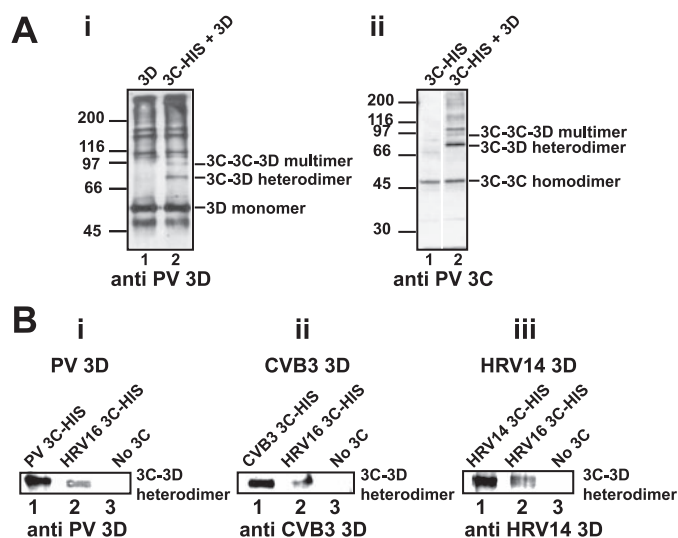 A
i
3D
3C-HIS + 3D
200
116
97
66
45
3C-3C-3D multimer
3C-3D heterodimer
3D monomer
1 2
anti PV 3D
ii
3C-HIS
3C-HIS + 3D
200
116
97
66
45
30
3C-3C-3D multimer
3C-3D heterodimer
3C-3C homodimer
1 2
anti PV 3C
B
i
PV 3D
PV 3C-HIS
HRV16 3C-HIS
No 3C
3C-3D
heterodimer
1 2 3
anti PV 3D
ii
CVB3 3D
CVB3 3C-HIS
HRV16 3C-HIS
No 3C
3C-3D
heterodimer
1 2 3
anti CVB3 3D
iii
HRV14 3D
HRV14 3C-HIS
HRV16 3C-HIS
No 3C
3C-3D
heterodimer
1 2 3
anti HRV14 3D